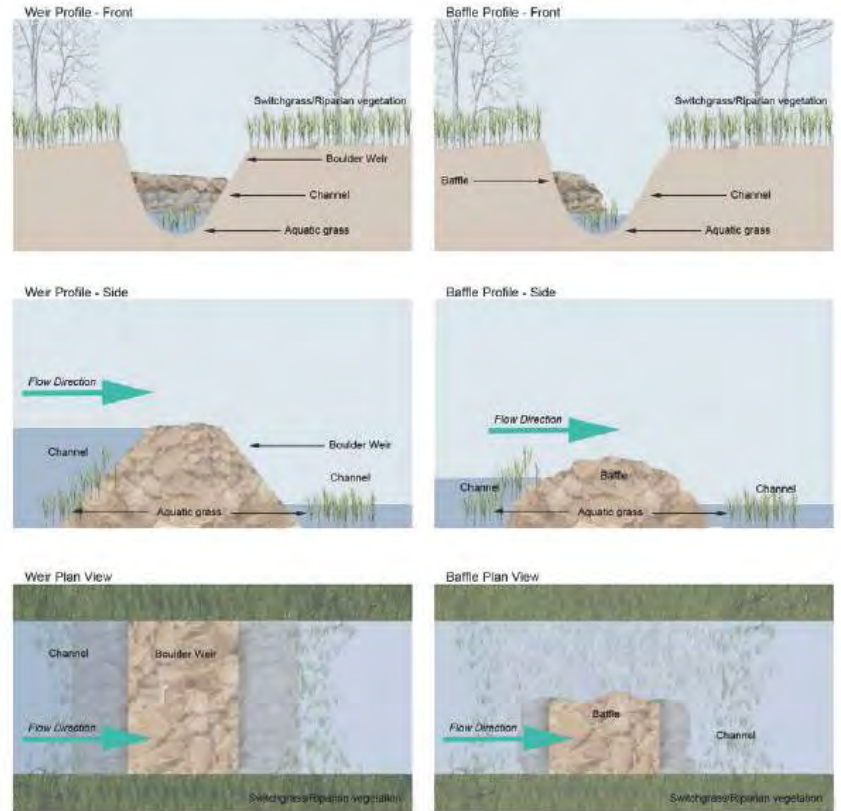 Weir Profile - Front
Switchgrass/Riparian vegetation
Boulder Weir
Channel
Aquatic grass
Baffle Profile - Front
Switchgrass/Riparian vegetation
Baffle
Channel
Aquatic grass
Weir Profile - Side
Flow Direction
Channel
Boulder Weir
Channel
Aquatic grass
Baffle Profile - Side
Flow Direction
Channel
Baffle
Channel
Aquatic grass
Weir Plan View
Channel
Boulder Weir
Flow Direction
Switchgrass/Riparian vegetation
Baffle Plan View
Flow Direction
Baffle
Channel
Switchgrass/Riparian vegetation